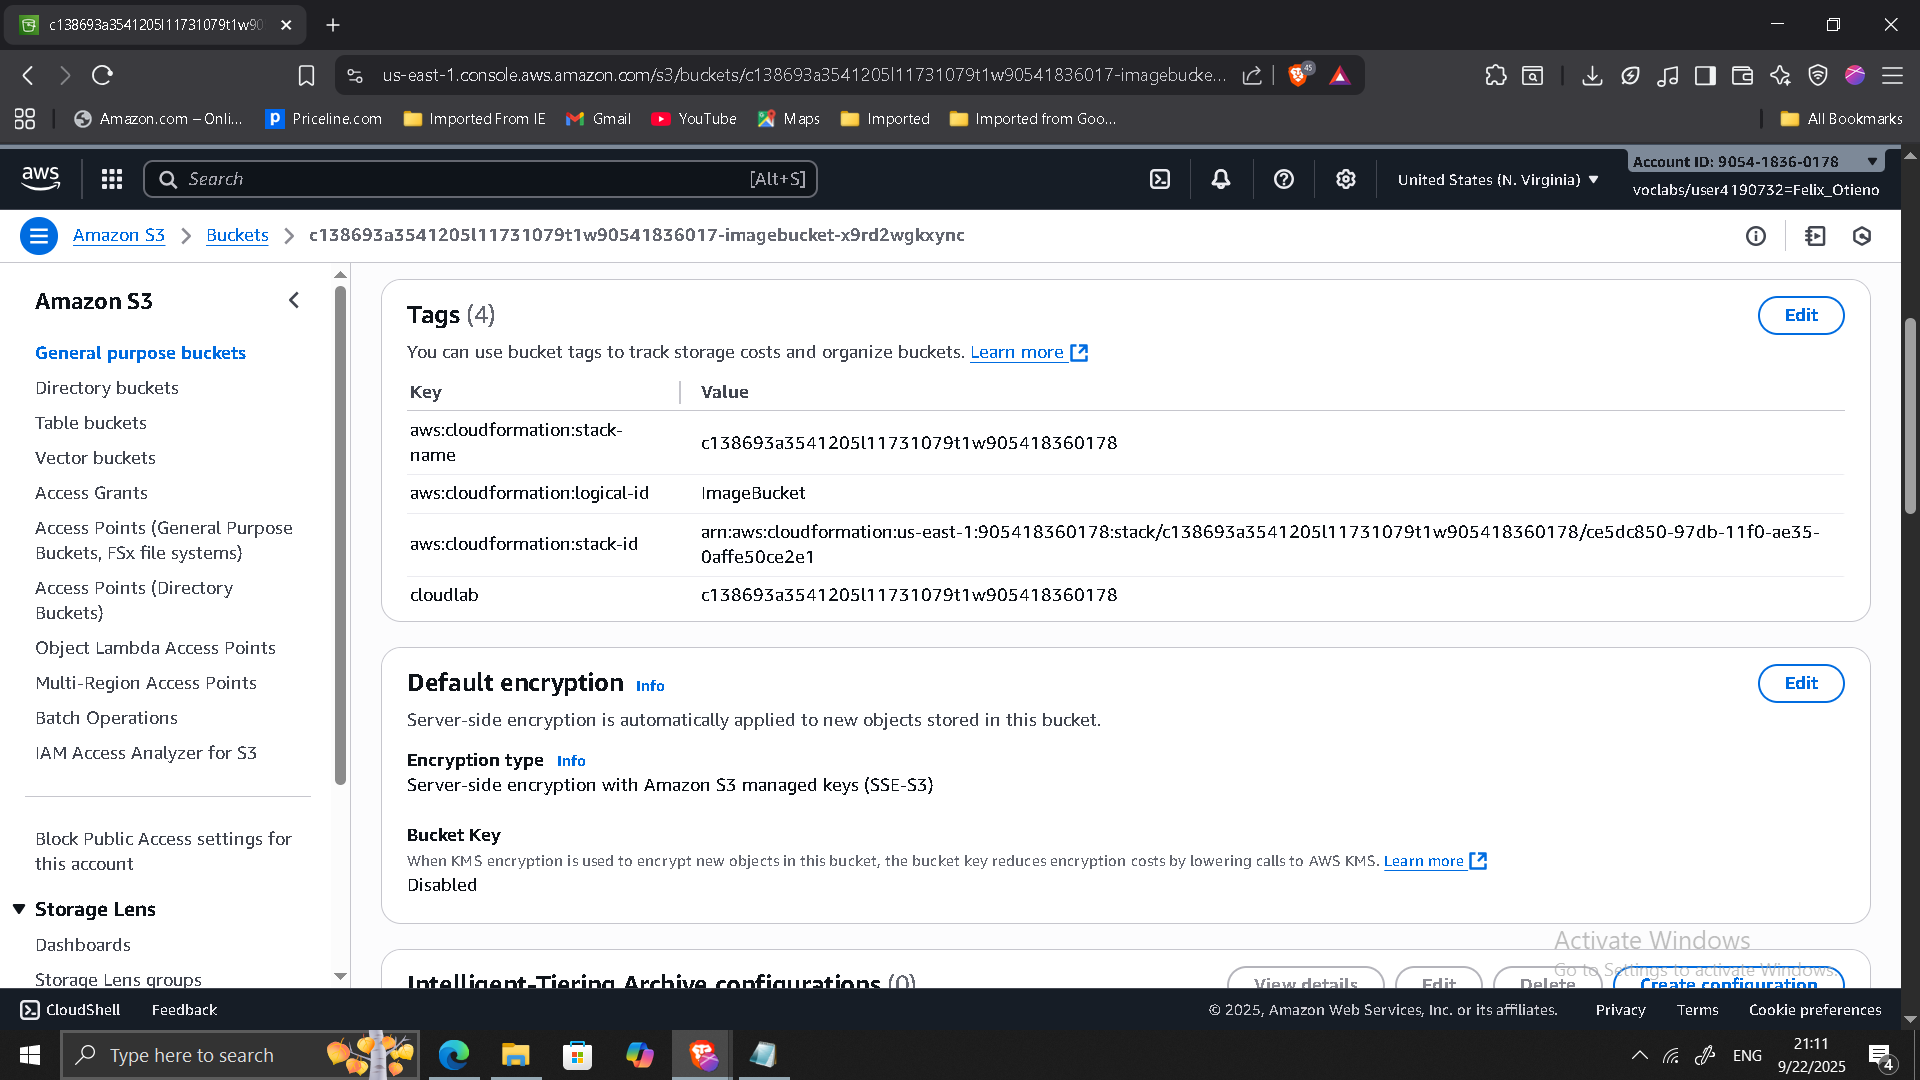 c138693a3541205l11731079t1w90
us-east-1.console.aws.amazon.com/s3/buckets/c138693a3541205l11731079t1w90541836017-imagebucke...
45
Amazon.com – Onli...
Priceline.com
Imported From IE
Gmail
YouTube
Maps
Imported
Imported from Goo...
All Bookmarks
aws
Search
[Alt+S]
United States (N. Virginia)
Account ID: 9054-1836-0178
voclabs/user4190732=Felix_Otieno
Amazon S3
Buckets
c138693a3541205l11731079t1w90541836017-imagebucket-x9rd2wgkxync
Amazon S3
General purpose buckets
Directory buckets
Table buckets
Vector buckets
Access Grants
Access Points (General Purpose
Buckets, FSx file systems)
Access Points (Directory
Buckets)
Object Lambda Access Points
Multi-Region Access Points
Batch Operations
IAM Access Analyzer for S3
Block Public Access settings for
this account
Storage Lens
Dashboards
Storage Lens groups
Tags (4)
Edit
You can use bucket tags to track storage costs and organize buckets. Learn more
Key
Value
aws:cloudformation:stack-
name
c138693a3541205l11731079t1w905418360178
aws:cloudformation:logical-id
ImageBucket
aws:cloudformation:stack-id
arn:aws:cloudformation:us-east-1:905418360178:stack/c138693a3541205l11731079t1w905418360178/ce5dc850-97db-11f0-ae35-
0affe50ce2e1
cloudlab
c138693a3541205l11731079t1w905418360178
Default encryption Info
Edit
Server-side encryption is automatically applied to new objects stored in this bucket.
Encryption type Info
Server-side encryption with Amazon S3 managed keys (SSE-S3)
Bucket Key
When KMS encryption is used to encrypt new objects in this bucket, the bucket key reduces encryption costs by lowering calls to AWS KMS. Learn more
Disabled
Intelligent-Tiering Archive configurations (0)
View details
Edit
Delete
Create configuration
Activate Windows
Go to Settings to activate Windows.
CloudShell
Feedback
© 2025, Amazon Web Services, Inc. or its affiliates.
Privacy
Terms
Cookie preferences
Type here to search
ENG
21:11
9/22/2025
4